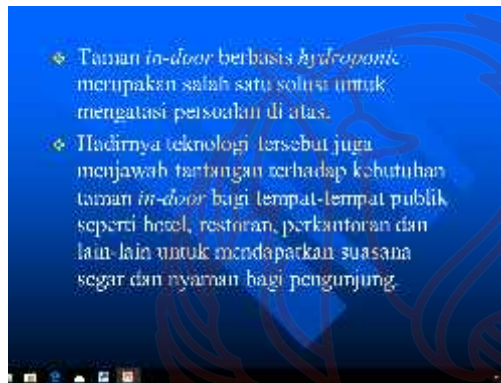 Taman in-door berbasis hydroponic
merupakan salah satu solusi untuk
mengatasi persoalan di atas.
Hadirnya teknologi tersebut juga
menjawab tantangan terhadap kebutuhan
taman in-door bagi tempat-tempat publik
seperti hotel, restoran, perkantoran dan
lain-lain untuk mendapatkan suasana
segar dan nyaman bagi pengunjung.